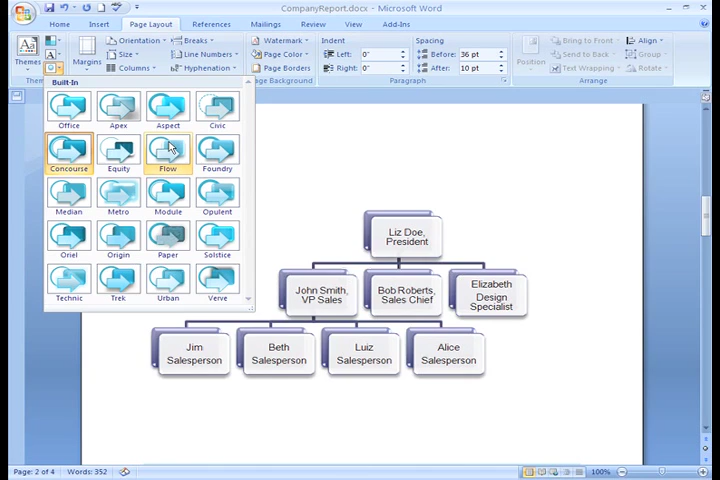 CompanyReport.docx - Microsoft Word
Home Insert Page Layout References Mailings Review View Add-Ins
Themes
Margins
Orientation
Size
Columns
Breaks
Line Numbers
Hyphenation
Watermark
Page Color
Page Borders
Indent
Left: 0"
Right: 0"
Spacing
Before: 36 pt
After: 10 pt
Position
Bring to Front
Send to Back
Text Wrapping
Align
Group
Rotate
Page Background
Paragraph
Arrange
Built-In
Office Apex Aspect Civic
Concourse Equity Flow Foundry
Median Metro Module Opulent
Oriel Origin Paper Solstice
Technic Trek Urban Verve
Liz Doe,
President
John Smith,
VP Sales
Bob Roberts,
Sales Chief
Elizabeth
Design
Specialist
Jim
Salesperson
Beth
Salesperson
Luiz
Salesperson
Alice
Salesperson
Page: 2 of 4 Words: 352
100%